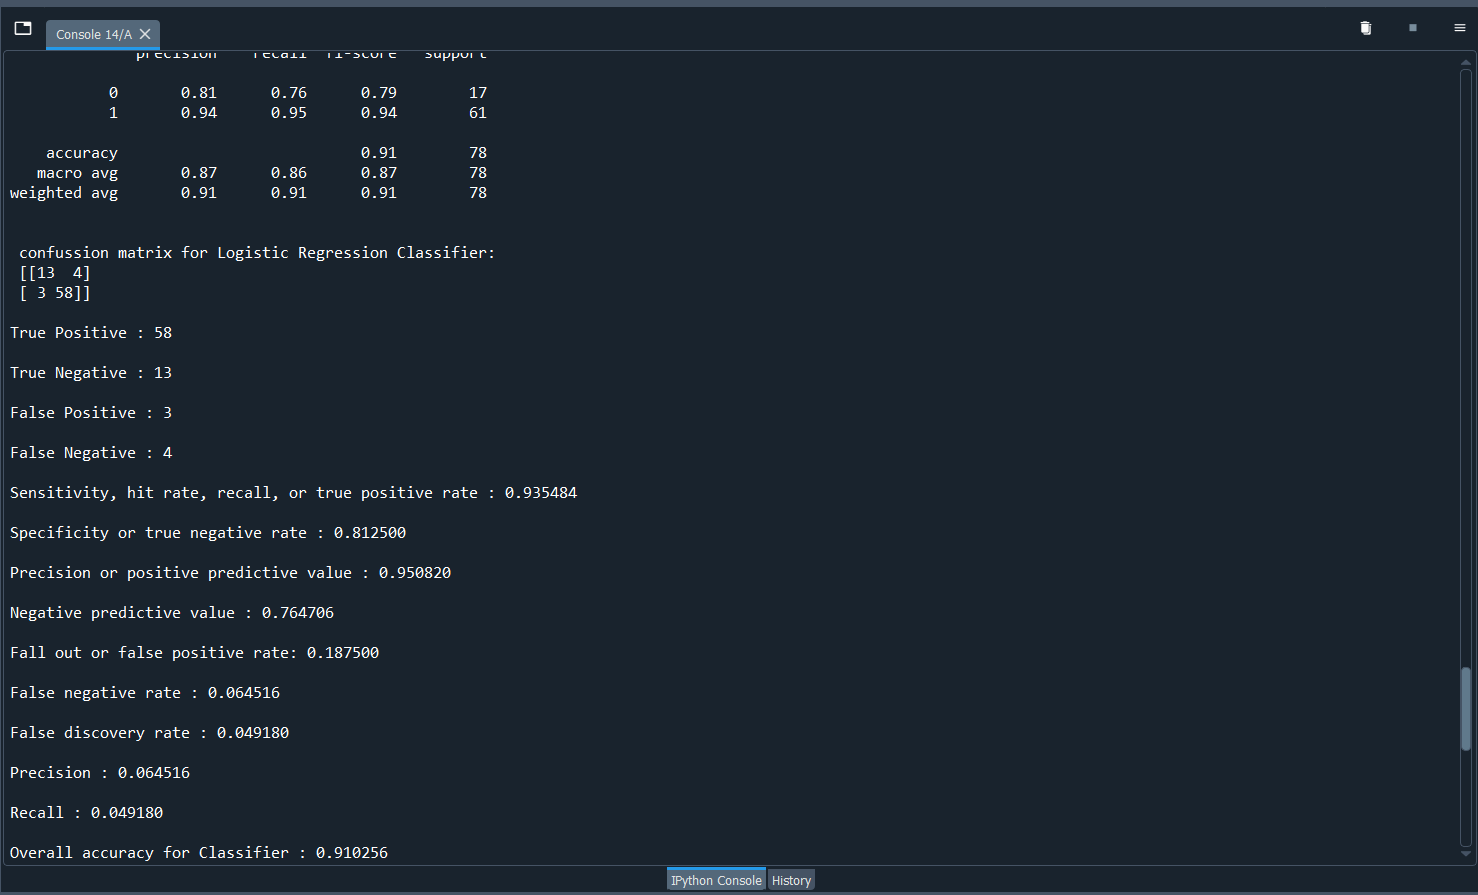 Console 14/A
precision recall f1-score support
0 0.81 0.76 0.79 17
1 0.94 0.95 0.94 61
accuracy 0.91 78
macro avg 0.87 0.86 0.87 78
weighted avg 0.91 0.91 0.91 78
confussion matrix for Logistic Regression Classifier:
[[13 4]
[ 3 58]]
True Positive : 58
True Negative : 13
False Positive : 3
False Negative : 4
Sensitivity, hit rate, recall, or true positive rate : 0.935484
Specificity or true negative rate : 0.812500
Precision or positive predictive value : 0.950820
Negative predictive value : 0.764706
Fall out or false positive rate: 0.187500
False negative rate : 0.064516
False discovery rate : 0.049180
Precision : 0.064516
Recall : 0.049180
Overall accuracy for Classifier : 0.910256
IPython Console History